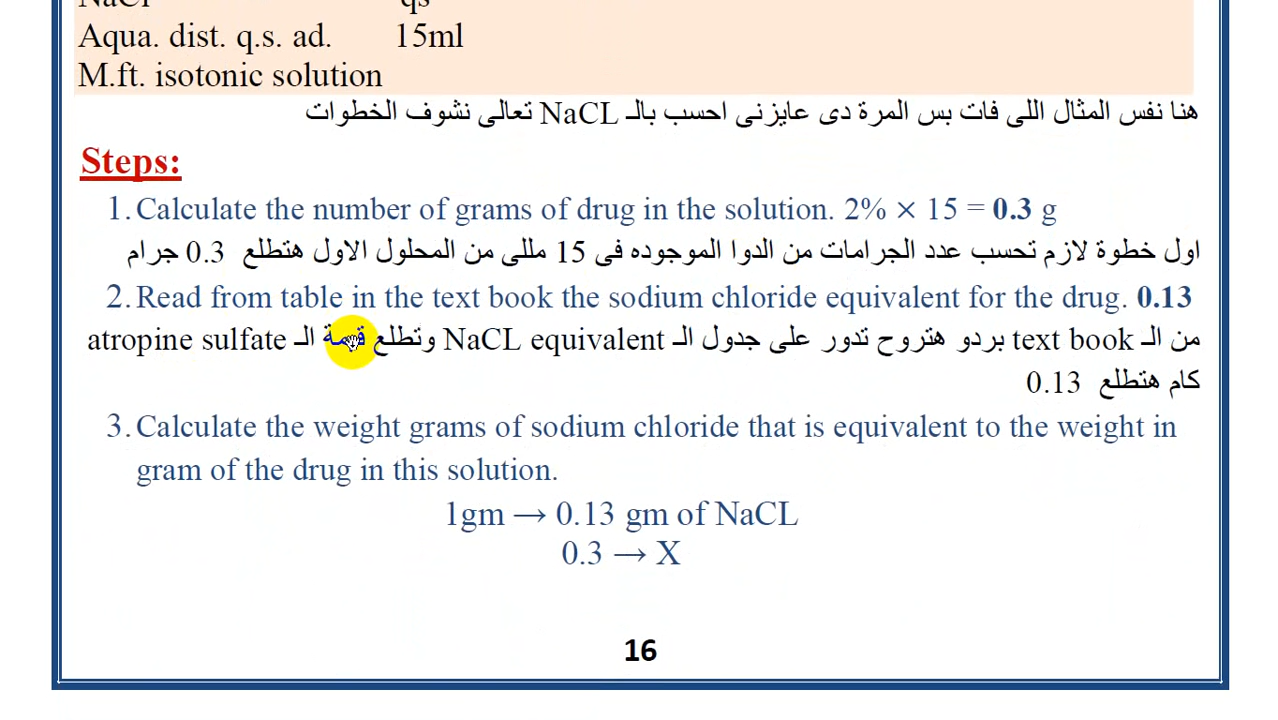 NaCl qs
Aqua. dist. q.s. ad. 15ml
M.ft. isotonic solution
هنا نفس المثال اللى فات بس المرة دى عايزنى احسب بالـ NaCL تعالى نشوف الخطوات
Steps:
1. Calculate the number of grams of drug in the solution. 2% × 15 = 0.3 g
اول خطوة لازم تحسب عدد الجرامات من الدوا الموجوده فى 15 مللى من المحلول الاول هتطلع 0.3 جرام
2. Read from table in the text book the sodium chloride equivalent for the drug. 0.13
من الـ text book بردو هتروح تدور على جدول الـ NaCL equivalent وتطلع قيمة الـ atropine sulfate
كام هتطلع 0.13
3. Calculate the weight grams of sodium chloride that is equivalent to the weight in
gram of the drug in this solution.
1gm → 0.13 gm of NaCL
0.3 → X
16